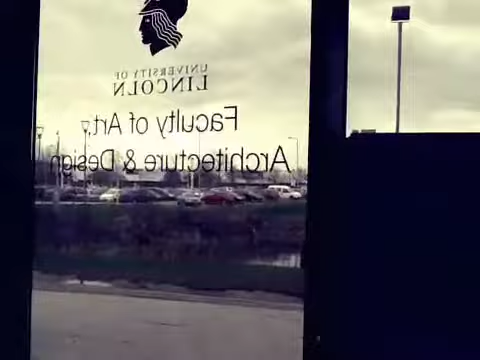 UNIVERSITY OF
LINCOLN
Faculty of Art,
Architecture & Design